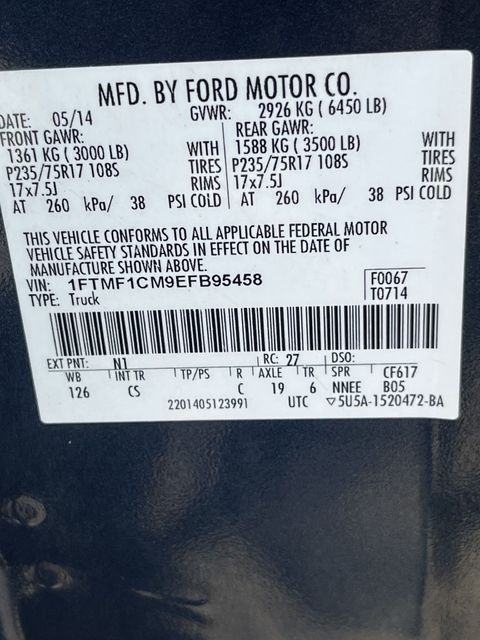 MFD. BY FORD MOTOR CO.
DATE: 05/14 GVWR: 2926 KG ( 6450 LB)
FRONT GAWR: REAR GAWR:
1361 KG ( 3000 LB) WITH 1588 KG ( 3500 LB) WITH
P235/75R17 108S TIRES P235/75R17 108S TIRES
17x7.5J RIMS 17x7.5J RIMS
AT 260 kPa/ 38 PSI COLD AT 260 kPa/ 38 PSI COLD
THIS VEHICLE CONFORMS TO ALL APPLICABLE FEDERAL MOTOR
VEHICLE SAFETY STANDARDS IN EFFECT ON THE DATE OF
MANUFACTURE SHOWN ABOVE.
VIN: 1FTMF1CM9EFB95458 F0067
TYPE: Truck T0714
EXT PNT: N1 RC: 27 DSO:
WB INT TR TP/PS R AXLE TR SPR CF617
126 CS C 19 6 NNEE B05
2201405123991 UTC ▽5U5A-1520472-BA